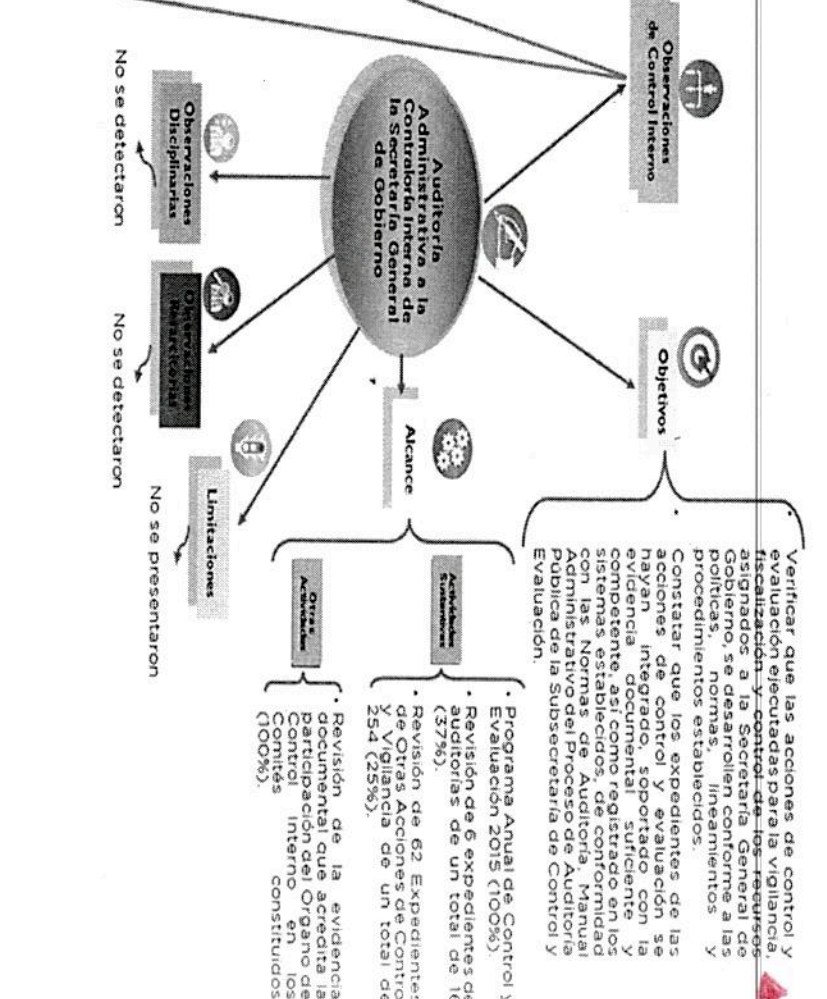 Observaciones
de Control Interno
Auditoría
Administrativa a la
Contraloría Interna de
la Secretaría General
de Gobierno
Observaciones
Disciplinarias
No se detectaron
Observaciones
Resarcitorias
No se detectaron
Limitaciones
No se presentaron
Objetivos
• Verificar que las acciones de control y
evaluación ejecutadas para la vigilancia,
fiscalización y control de los recursos
asignados a la Secretaría General de
Gobierno, se desarrollen conforme a las
políticas, normas, lineamientos y
procedimientos establecidos.
• Constatar que los expedientes de las
acciones de control y evaluación se
hayan integrado, soportado con la
evidencia documental suficiente y
competente, así como registrado en los
sistemas establecidos, de conformidad
con las Normas de Auditoría, Manual
Administrativo del Proceso de Auditoría
Pública de la Subsecretaría de Control y
Evaluación.
Alcance
Actividades
Sustantivas
• Programa Anual de Control y
Evaluación 2015 (100%).
• Revisión de 6 expedientes de
auditorías de un total de 16
(37%).
• Revisión de 62 Expedientes
de Otras Acciones de Contro
y Vigilancia de un total de
254 (25%).
Otras
Actividades
• Revisión de la evidencia
documental que acredita la
participación del Órgano de
Control Interno en los
Comités constituidos
(100%).